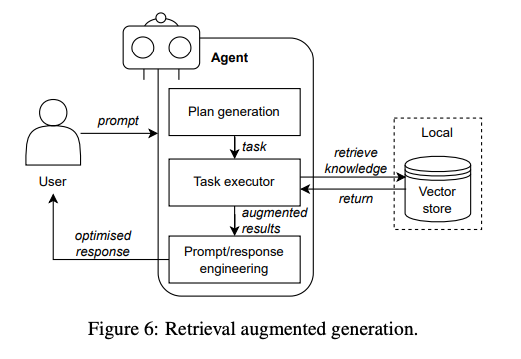 Agent
Plan generation
prompt
task
retrieve
knowledge
Local
User
Task executor
return
Vector
store
augmented
results
optimised
response
Prompt/response
engineering
Figure 6: Retrieval augmented generation.